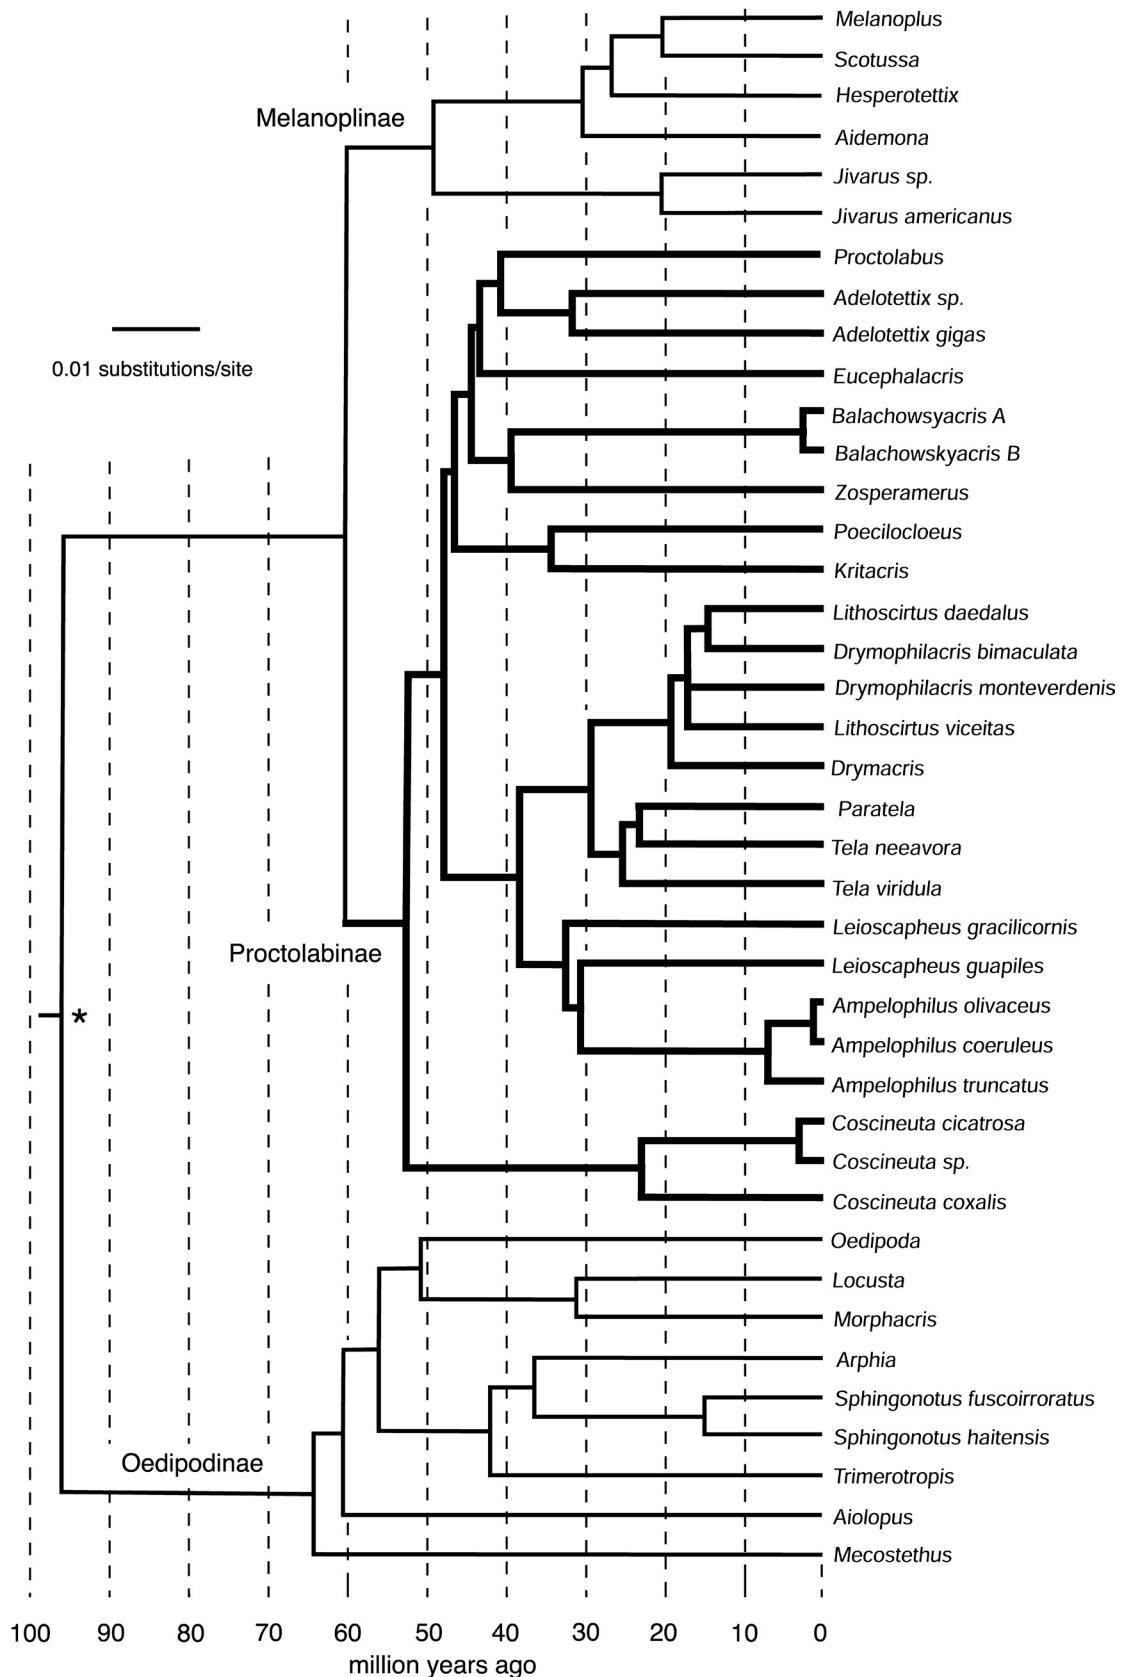 Melanoplus
Scotussa
Hesperotettix
Melanoplinae
Aidemona
Jivarus sp.
Jivarus americanus
Proctolabus
Adelotettix sp.
Adelotettix gigas
0.01 substitutions/site
Eucephalacris
Balachowsyacris A
Balachowskyacris B
Zosperamerus
Poecilocloeus
Kritacris
Lithoscirtus daedalus
Drymophilacris bimaculata
Drymophilacris monteverdenis
Lithoscirtus viceitas
Drymacris
Paratela
Tela neeavora
Tela viridula
Leioscapheus gracilicornis
Proctolabinae
Leioscapheus guapiles
Ampelophilus olivaceus
*
Ampelophilus coeruleus
Ampelophilus truncatus
Coscineuta cicatrosa
Coscineuta sp.
Coscineuta coxalis
Oedipoda
Locusta
Morphacris
Arphia
Sphingonotus fuscoirroratus
Sphingonotus haitensis
Oedipodinae
Trimerotropis
Aiolopus
Mecostethus
100 90 80 70 60 50 40 30 20 10 0
million years ago